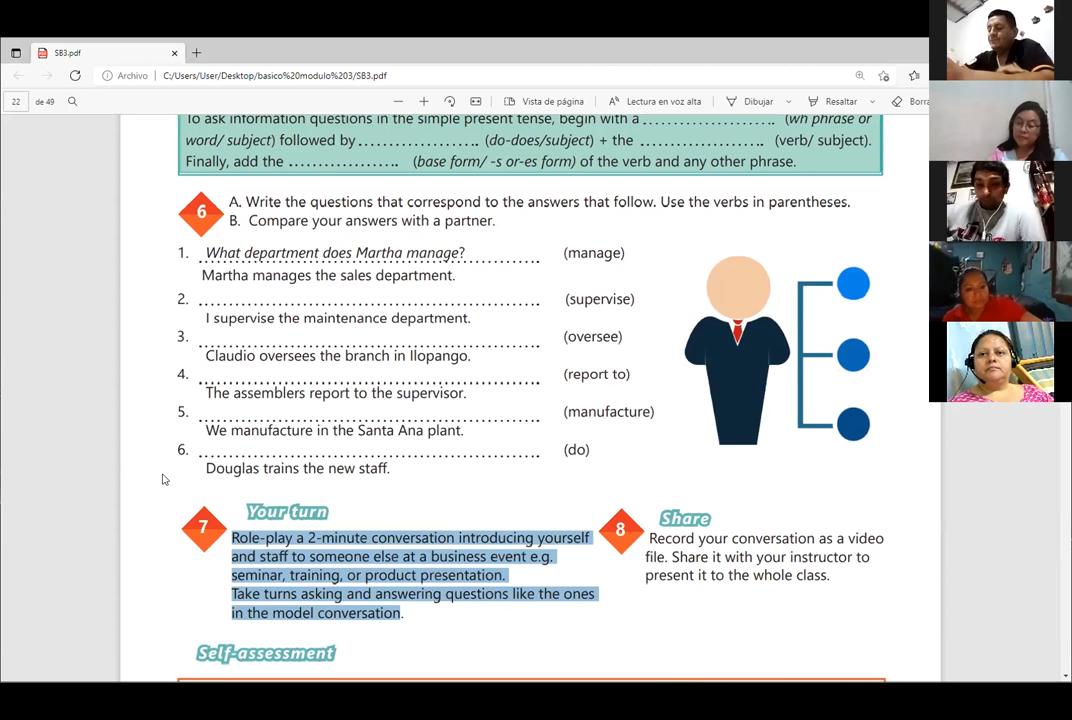 SB3.pdf
Archivo
C:/Users/User/Desktop/basico%20modulo%203/SB3.pdf
22
de 49
Vista de página
Lectura en voz alta
Dibujar
Resaltar
Borra
To ask information questions in the simple present tense, begin with a ……………………. (wh phrase or
word/ subject) followed by………………….. (do-does/subject) + the ………………….. (verb/ subject).
Finally, add the ………………… (base form/ -s or-es form) of the verb and any other phrase.
6
A. Write the questions that correspond to the answers that follow. Use the verbs in parentheses.
B. Compare your answers with a partner.
1. What department does Martha manage? (manage)
Martha manages the sales department.
2. ………………………………………………… (supervise)
I supervise the maintenance department.
3. ………………………………………………… (oversee)
Claudio oversees the branch in Ilopango.
4. ………………………………………………… (report to)
The assemblers report to the supervisor.
5. ………………………………………………… (manufacture)
We manufacture in the Santa Ana plant.
6. ………………………………………………… (do)
Douglas trains the new staff.
7
Your turn
Role-play a 2-minute conversation introducing yourself
and staff to someone else at a business event e.g.
seminar, training, or product presentation.
Take turns asking and answering questions like the ones
in the model conversation.
8
Share
Record your conversation as a video
file. Share it with your instructor to
present it to the whole class.
Self-assessment